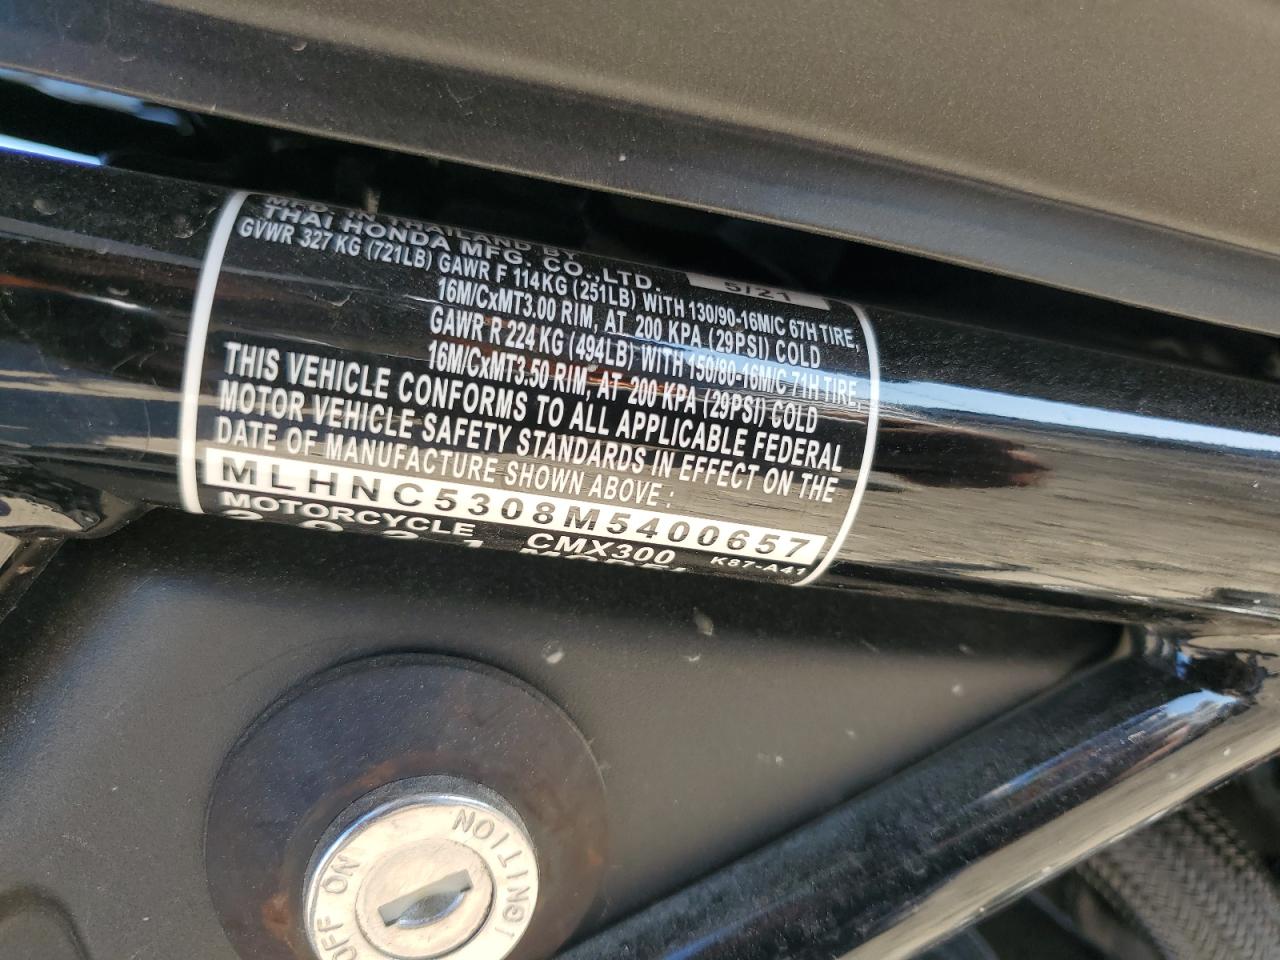 MFD. IN THAILAND BY
THAI HONDA MFG. CO.,LTD. 5/21
GVWR 327 KG (721LB) GAWR F 114KG (251LB) WITH 130/90-16M/C 67H TIRE,
16M/CxMT3.00 RIM, AT 200 KPA (29PSI) COLD
GAWR R 224 KG (494LB) WITH 150/80-16M/C 71H TIRE,
16M/CxMT3.50 RIM, AT 200 KPA (29PSI) COLD
THIS VEHICLE CONFORMS TO ALL APPLICABLE FEDERAL
MOTOR VEHICLE SAFETY STANDARDS IN EFFECT ON THE
DATE OF MANUFACTURE SHOWN ABOVE :
MLHNC5308M5400657
MOTORCYCLE CMX300 K87-A41
2021 MODEL
IGNITION
ON
OFF